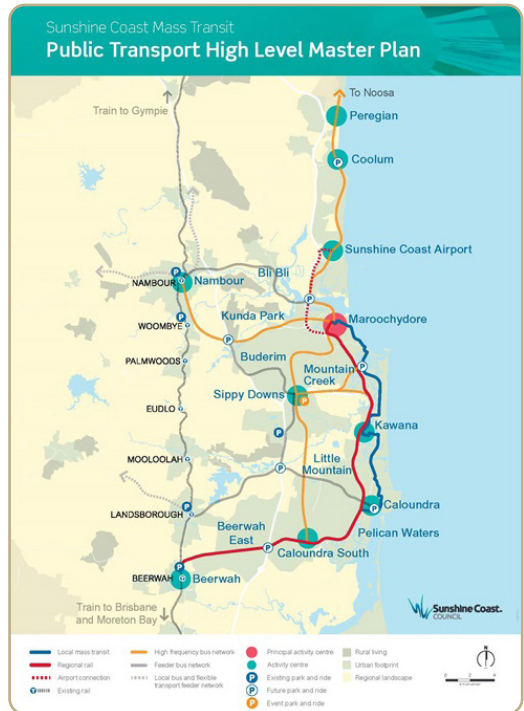 Sunshine Coast Mass Transit
Public Transport High Level Master Plan
To Noosa
Train to Gympie
Peregian
Coolum
Sunshine Coast Airport
Bli Bli
NAMBOUR
Nambour
Kunda Park
Maroochydore
WOOMBYE
Buderim
PALMWOODS
Mountain
Creek
Sippy Downs
EUDLO
Kawana
MOOLOOLAH
Little
Mountain
LANDSBOROUGH
Caloundra
Beerwah
East
Pelican Waters
Caloundra South
BEERWAH
Beerwah
Train to Brisbane
and Moreton Bay
Sunshine Coast
COUNCIL
Local mass transit
High frequency bus network
Principal activity centre
Rural living
Regional rail
Feeder bus network
Activity centre
Urban footprint
Airport connection
Local bus and flexible
transport feeder network
Existing park and ride
Regional landscape
Existing rail
Future park and ride
Event park and ride